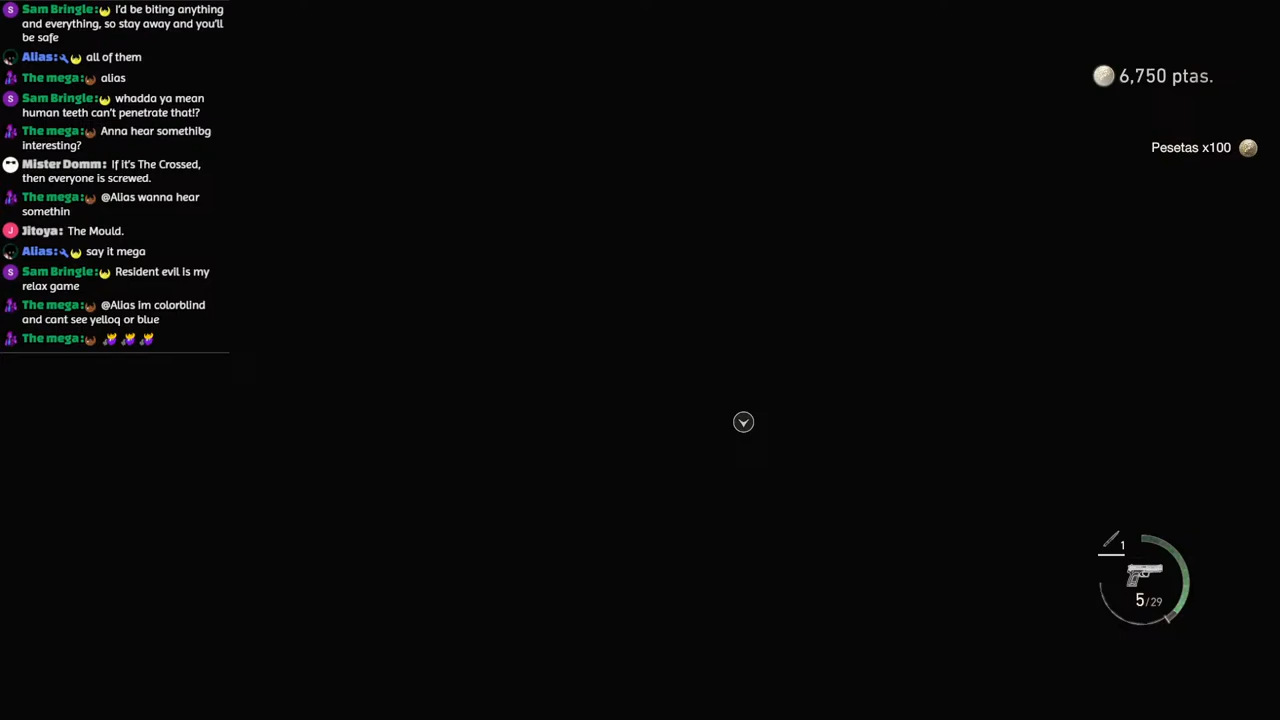 Sam Bringle: I'd be biting anything
and everything, so stay away and you'll
be safe
Alias: all of them
The mega: alias
Sam Bringle: whadda ya mean
human teeth can't penetrate that!?
The mega: Anna hear somethibg
interesting?
Mister Domm: If It's The Crossed,
then everyone is screwed.
The mega: @Alias wanna hear
somethin
Jitoya: The Mould.
Alias: say it mega
Sam Bringle: Resident evil is my
relax game
The mega: @Alias im colorblind
and cant see yelloq or blue
The mega:
6,750 ptas.
Pesetas x100
1
5/29